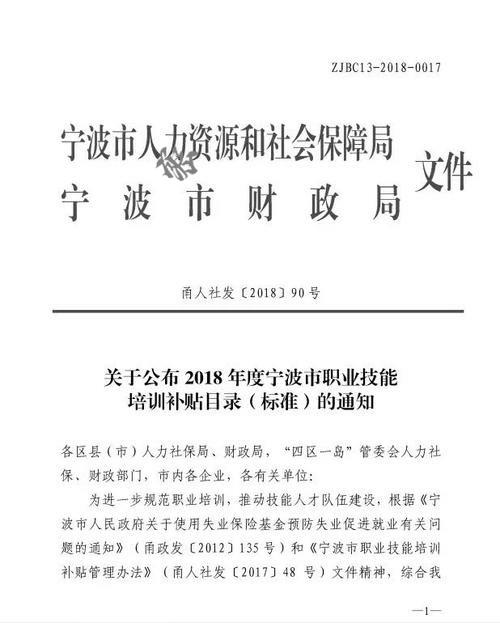 ZJBC13-2018-0017
宁波市人力资源和社会保障局
文件
宁波市财政局
甬人社发〔2018〕90号
关于公布2018年度宁波市职业技能
培训补贴目录（标准）的通知
各区县（市）人力社保局、财政局，“四区一岛”管委会人力社
保、财政部门，市内各企业，各有关单位：
为进一步规范职业培训，推动技能人才队伍建设，根据《宁
波市人民政府关于使用失业保险基金预防失业促进就业有关问
题的通知》（甬政发〔2012〕135号）和《宁波市职业技能培训
补贴管理办法》（甬人社发〔2017〕48 号）文件精神，综合我
—1—